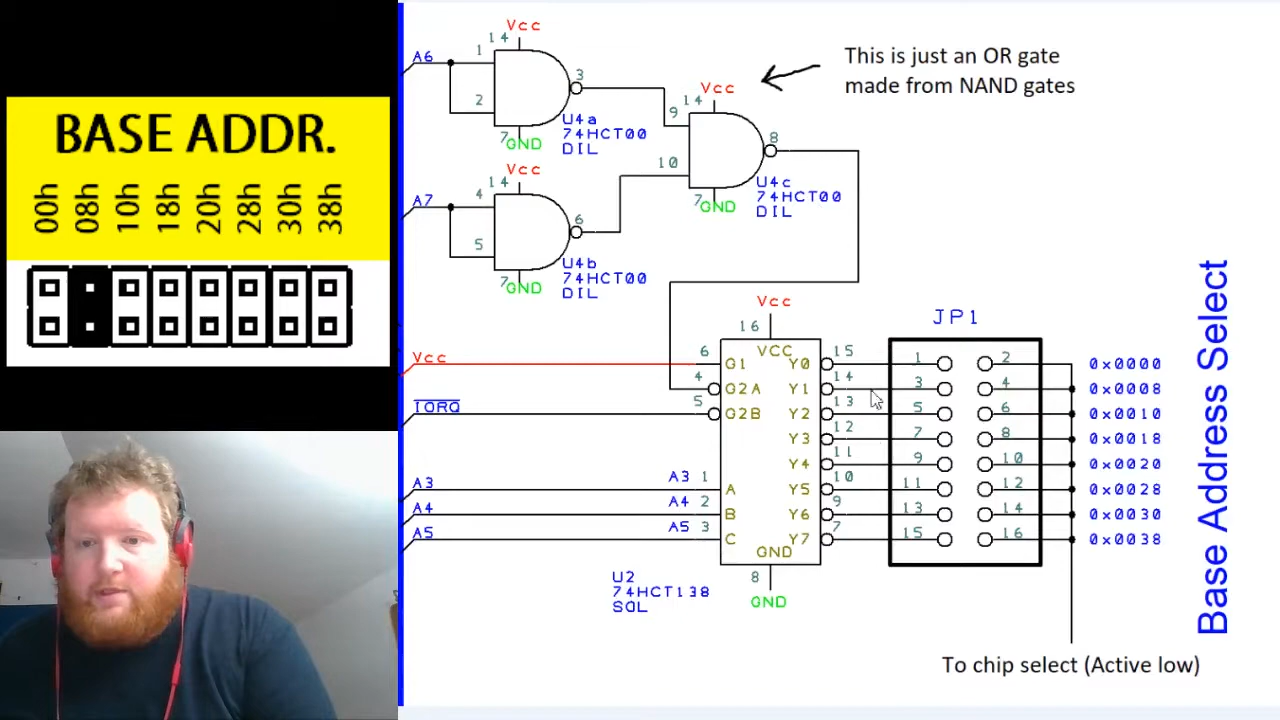 BASE ADDR.
00h 08h 10h 18h 20h 28h 30h 38h
This is just an OR gate
made from NAND gates
Vcc
14
A6
1
2
3
7
GND
U4a
74HCT00
DIL
Vcc
14
9
10
8
7
GND
U4c
74HCT00
DIL
Vcc
14
A7
4
5
6
7
GND
U4b
74HCT00
DIL
Vcc
16
VCC
JP1
Vcc 6 G1 Y0 15 1 2 0x0000
4 G2A Y1 14 3 4 0x0008
IORQ 5 G2B Y2 13 5 6 0x0010
Y3 12 7 8 0x0018
Y4 11 9 10 0x0020
A3 A3 1 A Y5 10 11 12 0x0028
A4 A4 2 B Y6 9 13 14 0x0030
A5 A5 3 C Y7 7 15 16 0x0038
GND
8
GND
U2
74HCT138
SOL
Base Address Select
To chip select (Active low)